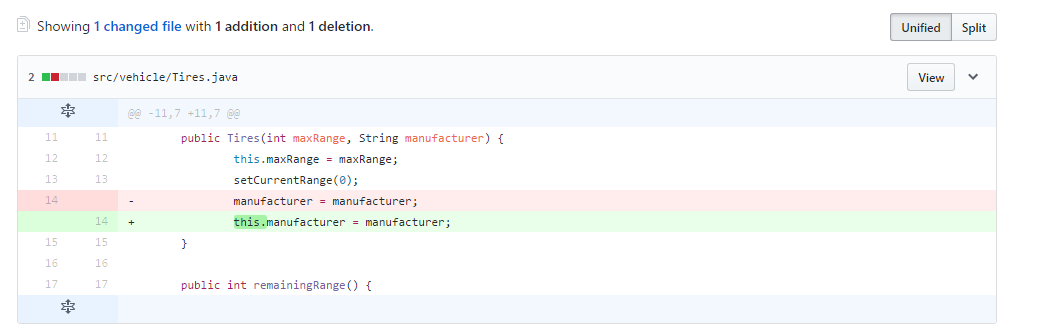 Showing 1 changed file with 1 addition and 1 deletion.
Unified Split
2 src/vehicle/Tires.java
View
@@ -11,7 +11,7 @@
11 11 public Tires(int maxRange, String manufacturer) {
12 12 this.maxRange = maxRange;
13 13 setCurrentRange(0);
14 - manufacturer = manufacturer;
14 + this.manufacturer = manufacturer;
15 15 }
16 16
17 17 public int remainingRange() {